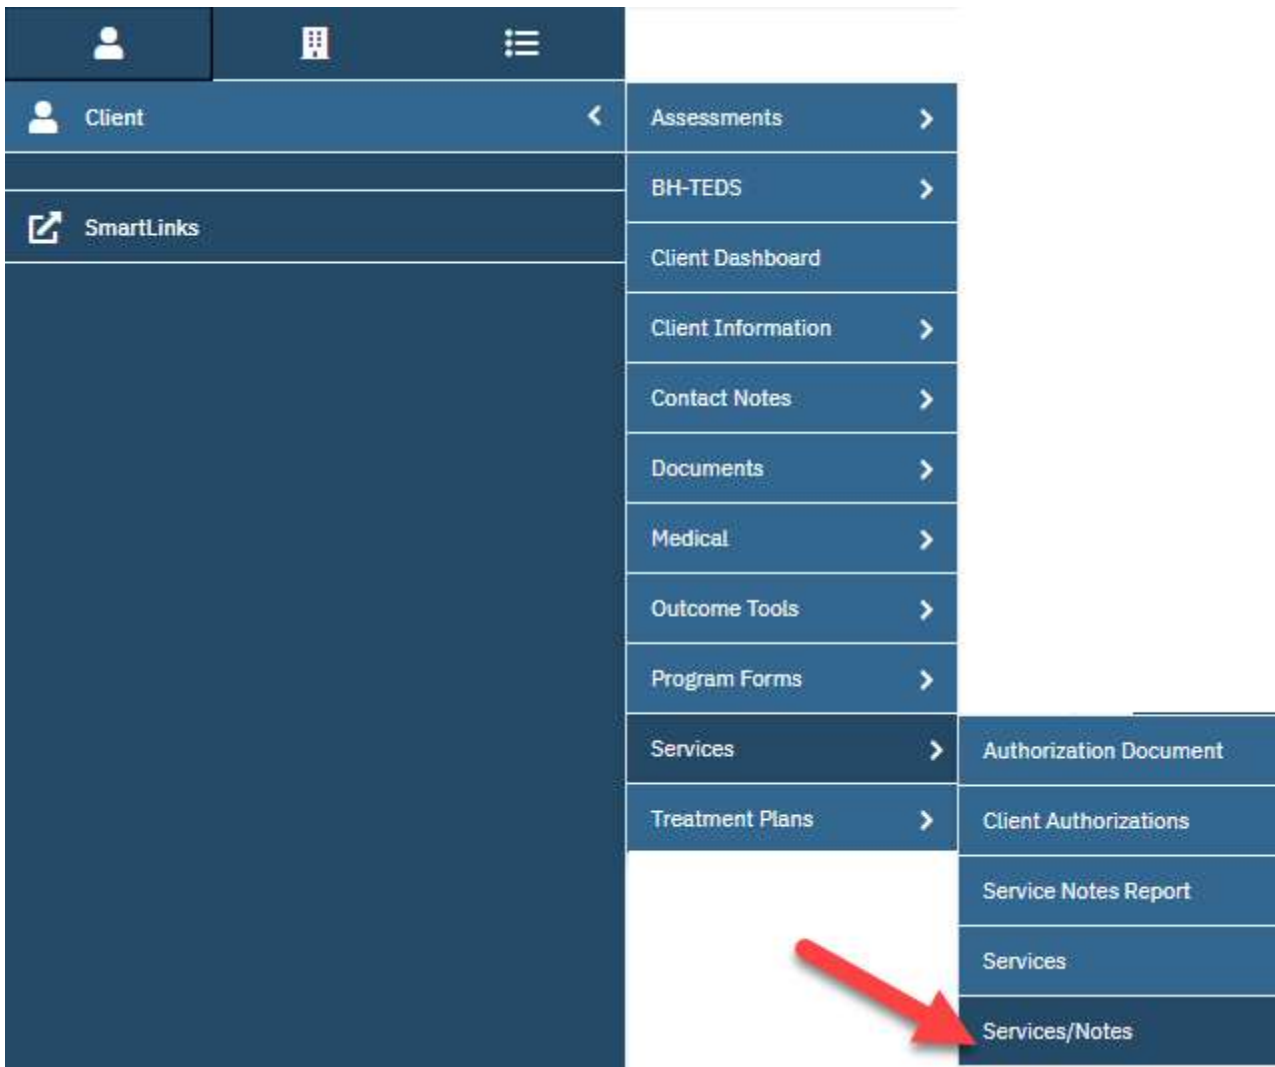 Client
SmartLinks
Assessments
BH-TEDS
Client Dashboard
Client Information
Contact Notes
Documents
Medical
Outcome Tools
Program Forms
Services
Treatment Plans
Authorization Document
Client Authorizations
Service Notes Report
Services
Services/Notes